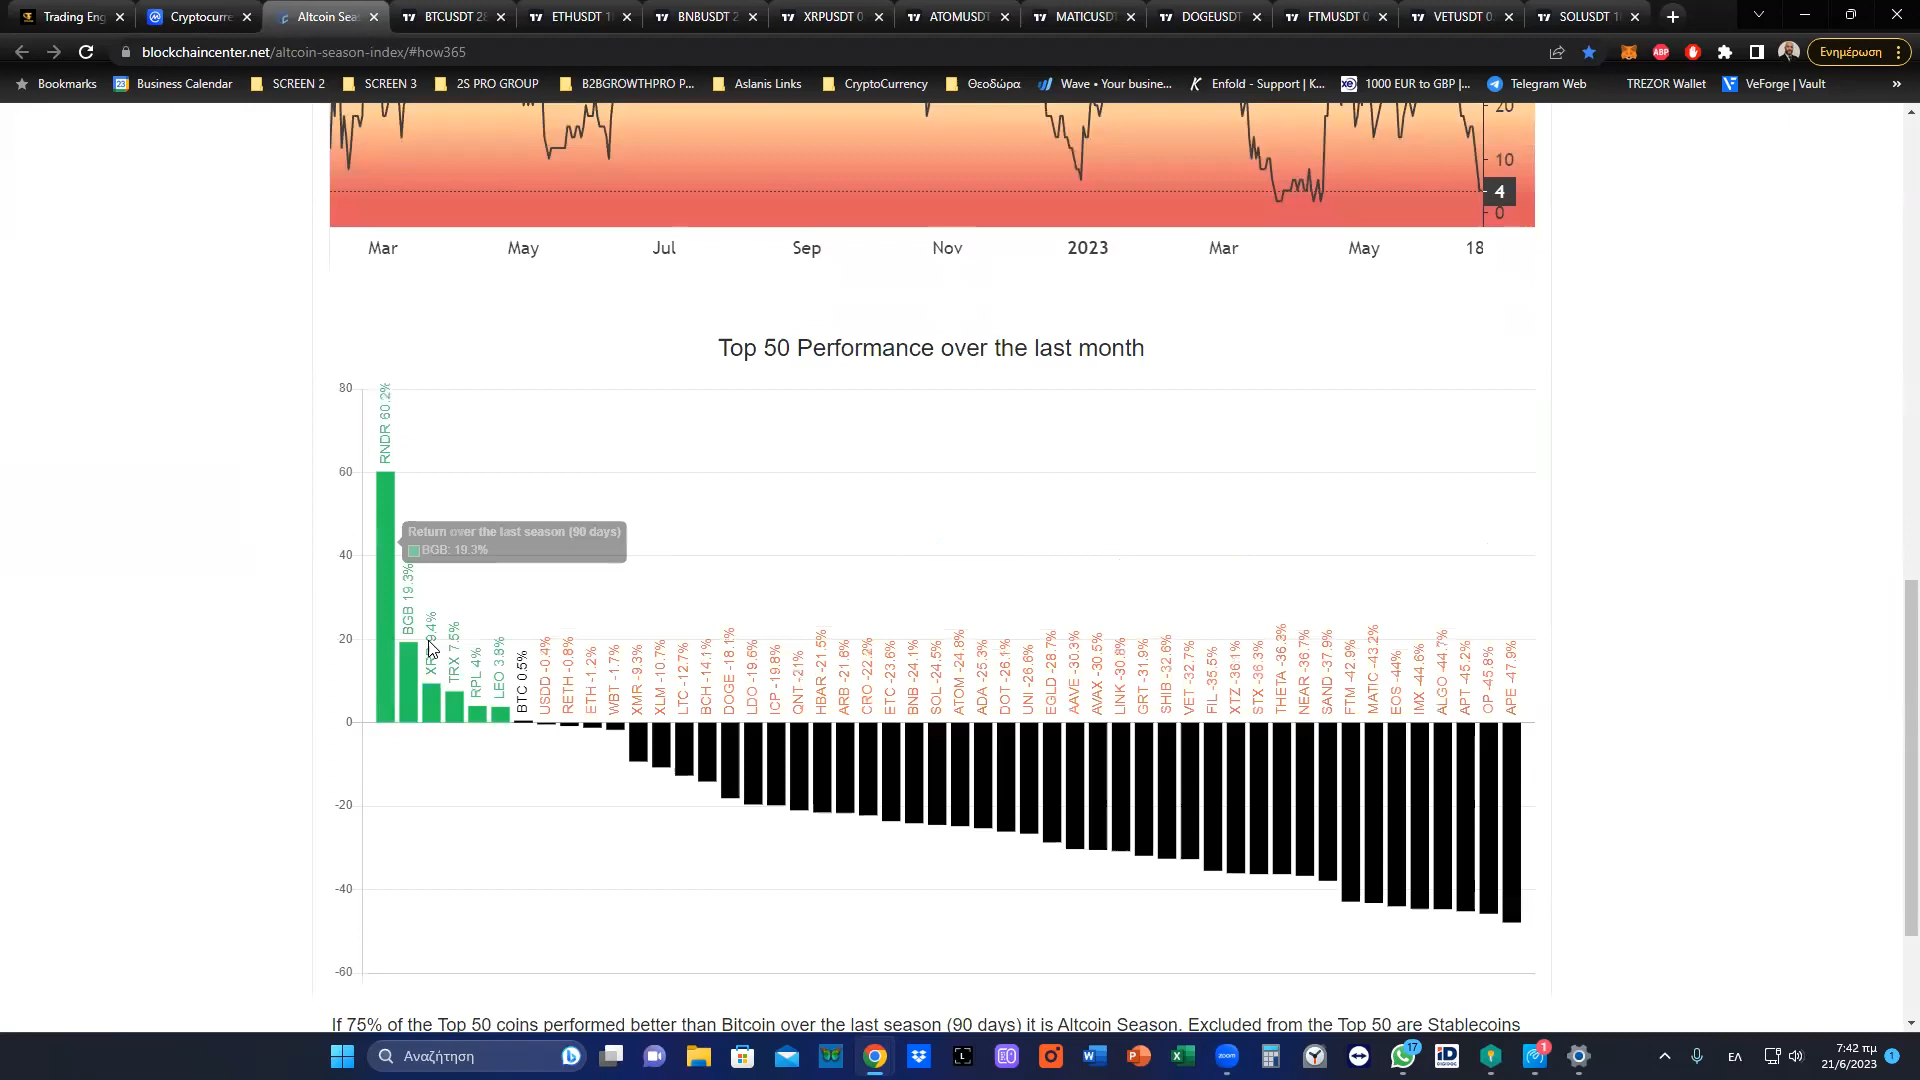 Trading Eng
Cryptocurre
Altcoin Sea
BTCUSDT 28
ETHUSDT 1
BNBUSDT 2
XRPUSDT 0
ATOMUSDT
MATICUSDT
DOGEUSDT
FTMUSDT 0
VETUSDT 0.
SOLUSDT 1
blockchaincenter.net/altcoin-season-index/#how365
Ενημέρωση
Bookmarks
Business Calendar
SCREEN 2
SCREEN 3
2S PRO GROUP
B2BGROWTHPRO P...
Aslanis Links
CryptoCurrency
Θεοδώρα
Wave • Your busine...
Enfold - Support | K...
1000 EUR to GBP |...
Telegram Web
TREZOR Wallet
VeForge | Vault
»
20
10
4
0
Mar May Jul Sep Nov 2023 Mar May 18
Top 50 Performance over the last month
80
60
40
20
0
-20
-40
-60
Return over the last season (90 days)
BGB: 19.3%
RNDR 60.2%
BGB 19.3%
TRX 7.5%
RPL 4%
LEO 3.8%
BTC 0.5%
USDD -0.4%
RETH -0.8%
ETH -1.2%
WBT -1.7%
XMR -9.3%
XLM -10.7%
LTC -12.7%
BCH -14.1%
DOGE -18.1%
LDO -19.6%
ICP -19.8%
QNT -21%
HBAR -21.5%
ARB -21.6%
CRO -22.2%
ETC -23.6%
BNB -24.1%
SOL -24.5%
ATOM -24.8%
ADA -25.3%
DOT -26.1%
UNI -26.6%
EGLD -28.7%
AAVE -30.3%
AVAX -30.5%
LINK -30.8%
GRT -31.9%
SHIB -32.6%
VET -32.7%
FIL -35.5%
XTZ -36.1%
STX -36.3%
THETA -36.3%
NEAR -36.7%
SAND -37.9%
FTM -42.9%
MATIC -43.2%
EOS -44%
IMX -44.6%
ALGO -44.7%
APT -45.2%
OP -45.8%
APE -47.9%
If 75% of the Top 50 coins performed better than Bitcoin over the last season (90 days) it is Altcoin Season. Excluded from the Top 50 are Stablecoins
Αναζήτηση
zoom
17
iD
1
ΕΛ
7:42 πμ
21/6/2023
1